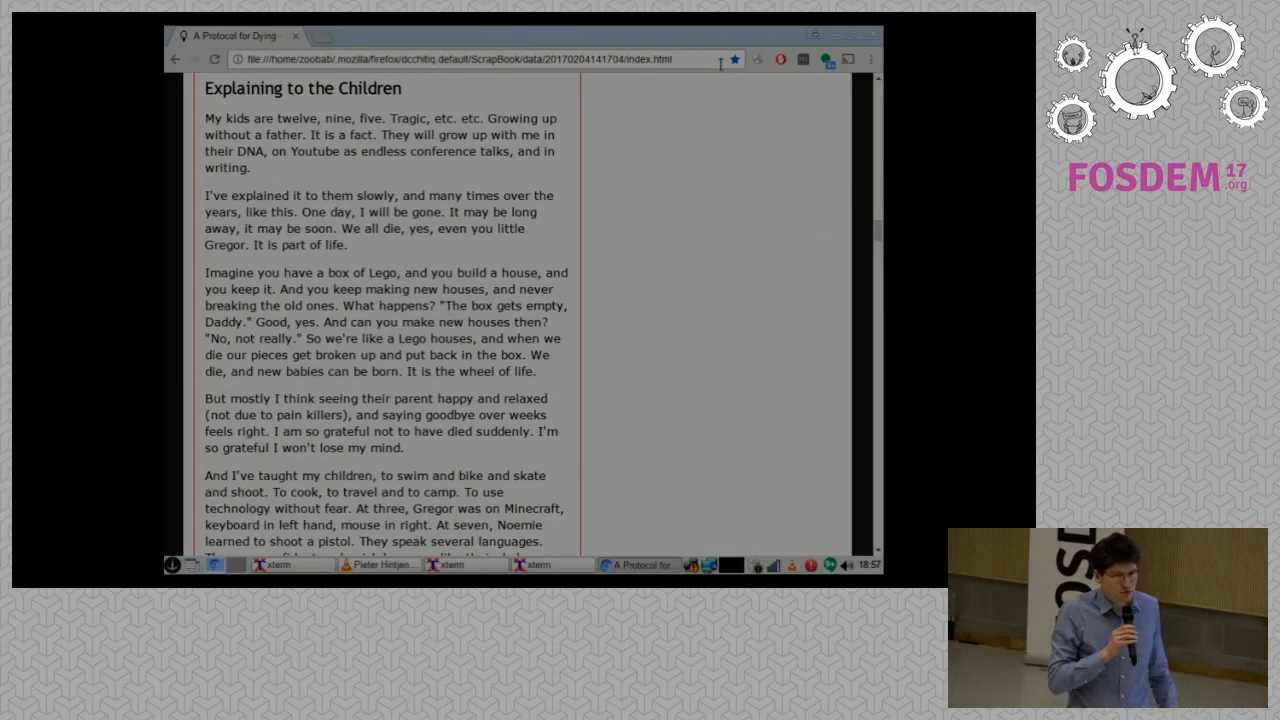 A Protocol for Dying -
file:///home/zoobab/.mozilla/firefox/dcchitiq.default/ScrapBook/data/20170204141704/index.html
Explaining to the Children
My kids are twelve, nine, five. Tragic, etc. etc. Growing up
without a father. It is a fact. They will grow up with me in
their DNA, on Youtube as endless conference talks, and in
writing.
I've explained it to them slowly, and many times over the
years, like this. One day, I will be gone. It may be long
away, it may be soon. We all die, yes, even you little
Gregor. It is part of life.
Imagine you have a box of Lego, and you build a house, and
you keep it. And you keep making new houses, and never
breaking the old ones. What happens? "The box gets empty,
Daddy." Good, yes. And can you make new houses then?
"No, not really." So we're like a Lego houses, and when we
die our pieces get broken up and put back in the box. We
die, and new babies can be born. It is the wheel of life.
But mostly I think seeing their parent happy and relaxed
(not due to pain killers), and saying goodbye over weeks
feels right. I am so grateful not to have died suddenly. I'm
so grateful I won't lose my mind.
And I've taught my children, to swim and bike and skate
and shoot. To cook, to travel and to camp. To use
technology without fear. At three, Gregor was on Minecraft,
keyboard in left hand, mouse in right. At seven, Noemie
learned to shoot a pistol. They speak several languages.
xterm
Pieter Hintjen...
xterm
xterm
A Protocol for...
18:57
FOSDEM 17
.org